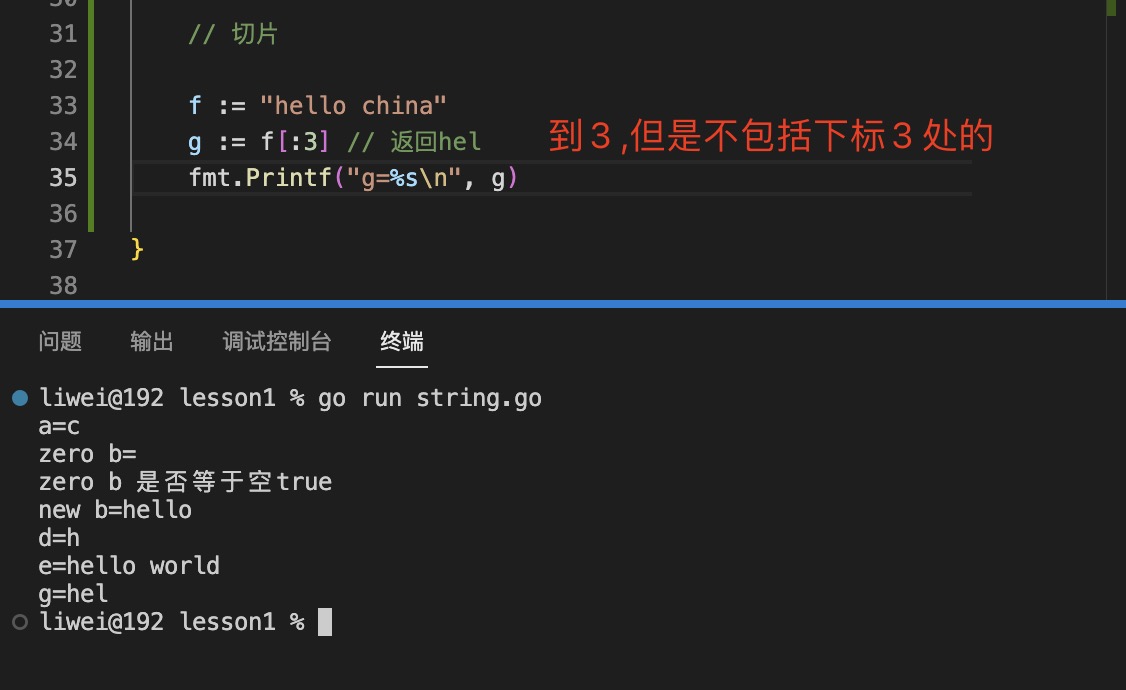 31 // 切片
32
33 f := "hello china"
34 g := f[:3] // 返回hel 到3,但是不包括下标3处的
35 fmt.Printf("g=%s\n", g)
36
37 }
38
问题 输出 调试控制台 终端
liwei@192 lesson1 % go run string.go
a=c
zero b=
zero b 是否等于空true
new b=hello
d=h
e=hello world
g=hel
liwei@192 lesson1 %